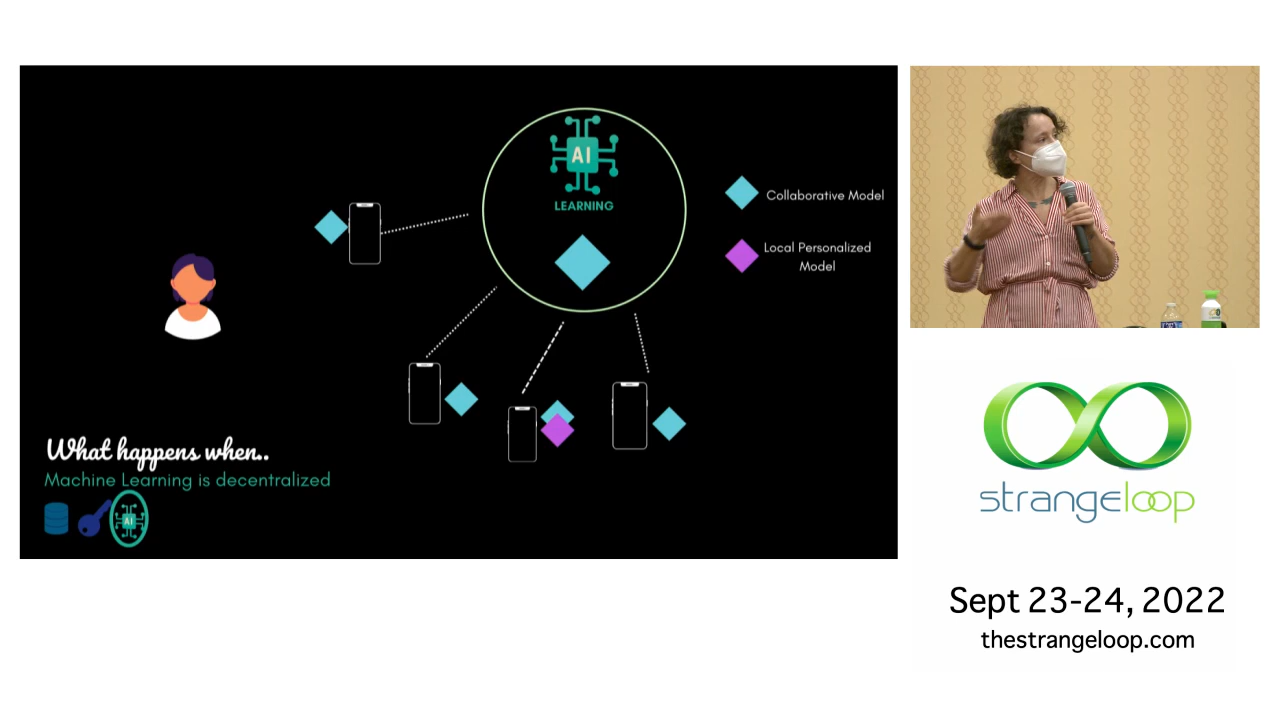 AI
LEARNING
Collaborative Model
Local Personalized
Model
What happens when..
Machine Learning is decentralized
AI
strangeloop
Sept 23-24, 2022
thestrangeloop.com